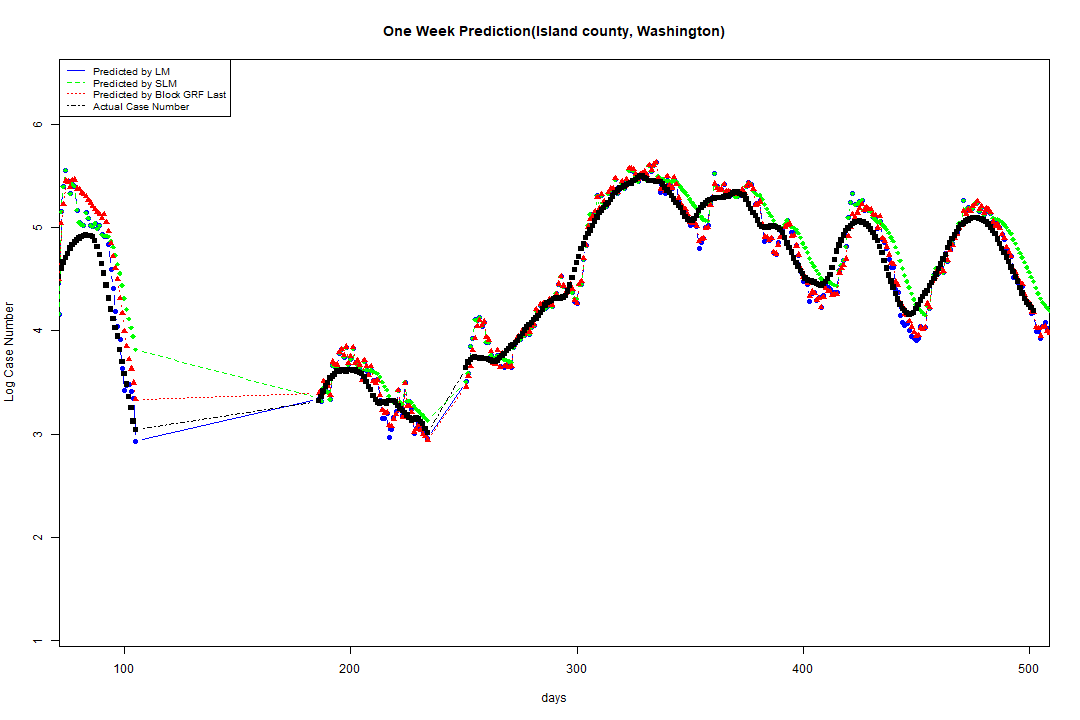 One Week Prediction(Island county, Washington)
Predicted by LM
Predicted by SLM
Predicted by Block GRF Last
Actual Case Number
6
5
4
3
2
1
Log Case Number
100 200 300 400 500
days